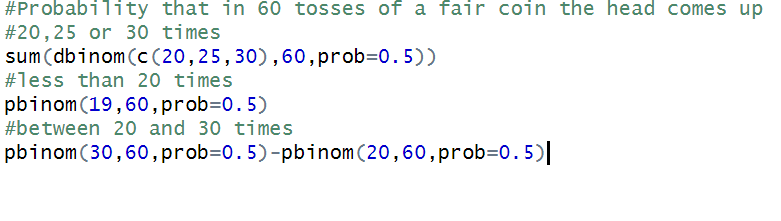 #Probability that in 60 tosses of a fair coin the head comes up
#20,25 or 30 times
sum(dbinom(c(20,25,30),60,prob=0.5))
#less than 20 times
pbinom(19,60,prob=0.5)
#between 20 and 30 times
pbinom(30,60,prob=0.5)-pbinom(20,60,prob=0.5)